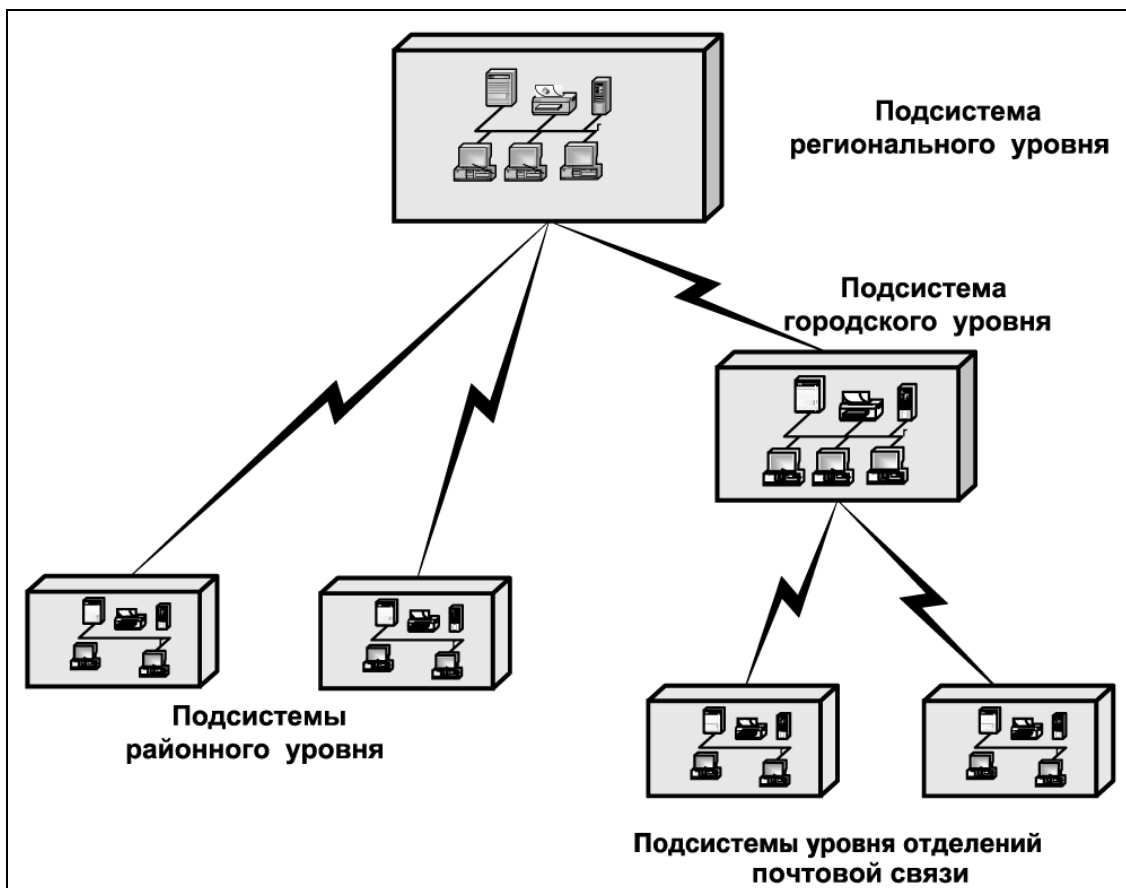 Подсистема
регионального уровня
Подсистема
городского уровня
Подсистемы
районного уровня
Подсистемы уровня отделений
почтовой связи